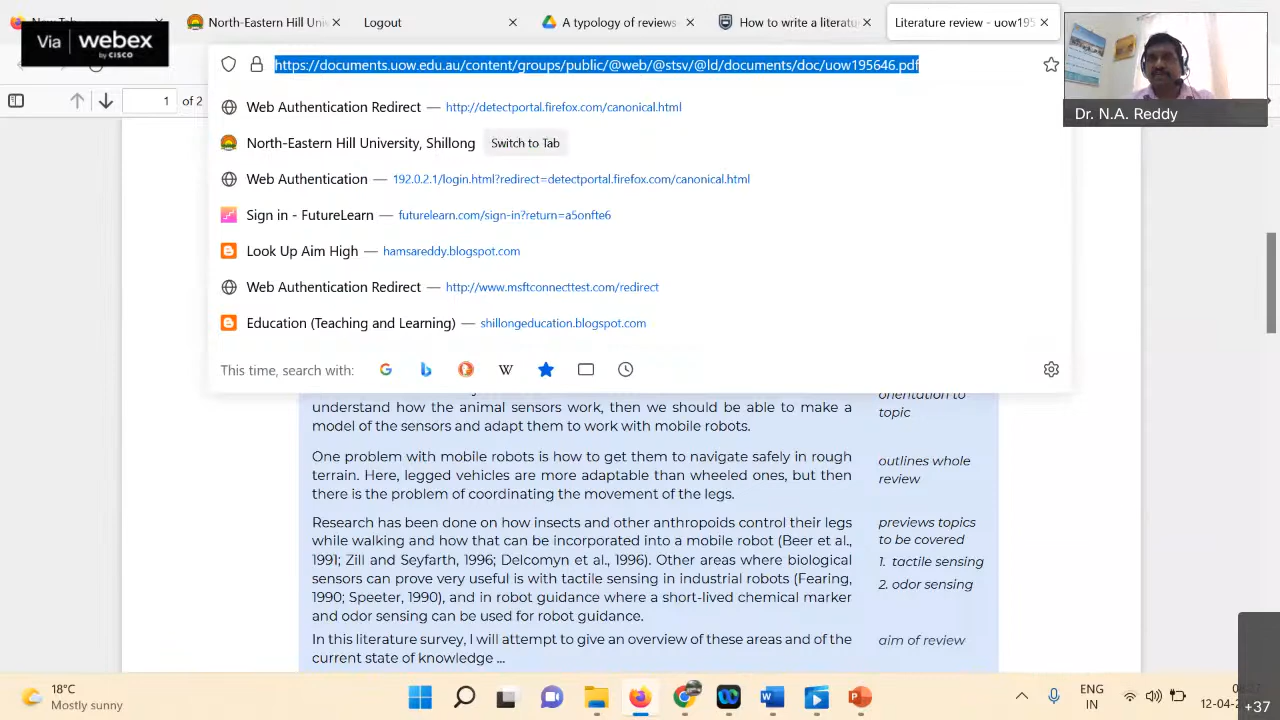 New Tab
North-Eastern Hill Uni
Logout
A typology of reviews
How to write a literatu
Literature review - uow195
Via webex
by CISCO
https://documents.uow.edu.au/content/groups/public/@web/@stsv/@ld/documents/doc/uow195646.pdf
1 of 2
Web Authentication Redirect — http://detectportal.firefox.com/canonical.html
North-Eastern Hill University, Shillong Switch to Tab
Web Authentication — 192.0.2.1/login.html?redirect=detectportal.firefox.com/canonical.html
Sign in - FutureLearn — futurelearn.com/sign-in?return=a5onfte6
Look Up Aim High — hamsareddy.blogspot.com
Web Authentication Redirect — http://www.msftconnecttest.com/redirect
Education (Teaching and Learning) — shillongeducation.blogspot.com
This time, search with:
Dr. N.A. Reddy
understand how the animal sensors work, then we should be able to make a
model of the sensors and adapt them to work with mobile robots.
orientation to
topic
One problem with mobile robots is how to get them to navigate safely in rough
terrain. Here, legged vehicles are more adaptable than wheeled ones, but then
there is the problem of coordinating the movement of the legs.
outlines whole
review
Research has been done on how insects and other anthropoids control their legs
while walking and how that can be incorporated into a mobile robot (Beer et al.,
1991; Zill and Seyfarth, 1996; Delcomyn et al., 1996). Other areas where biological
sensors can prove very useful is with tactile sensing in industrial robots (Fearing,
1990; Speeter, 1990), and in robot guidance where a short-lived chemical marker
and odor sensing can be used for robot guidance.
previews topics
to be covered
1. tactile sensing
2. odor sensing
In this literature survey, I will attempt to give an overview of these areas and of the
current state of knowledge ...
aim of review
18°C
Mostly sunny
ENG
IN
12-04-2
+37